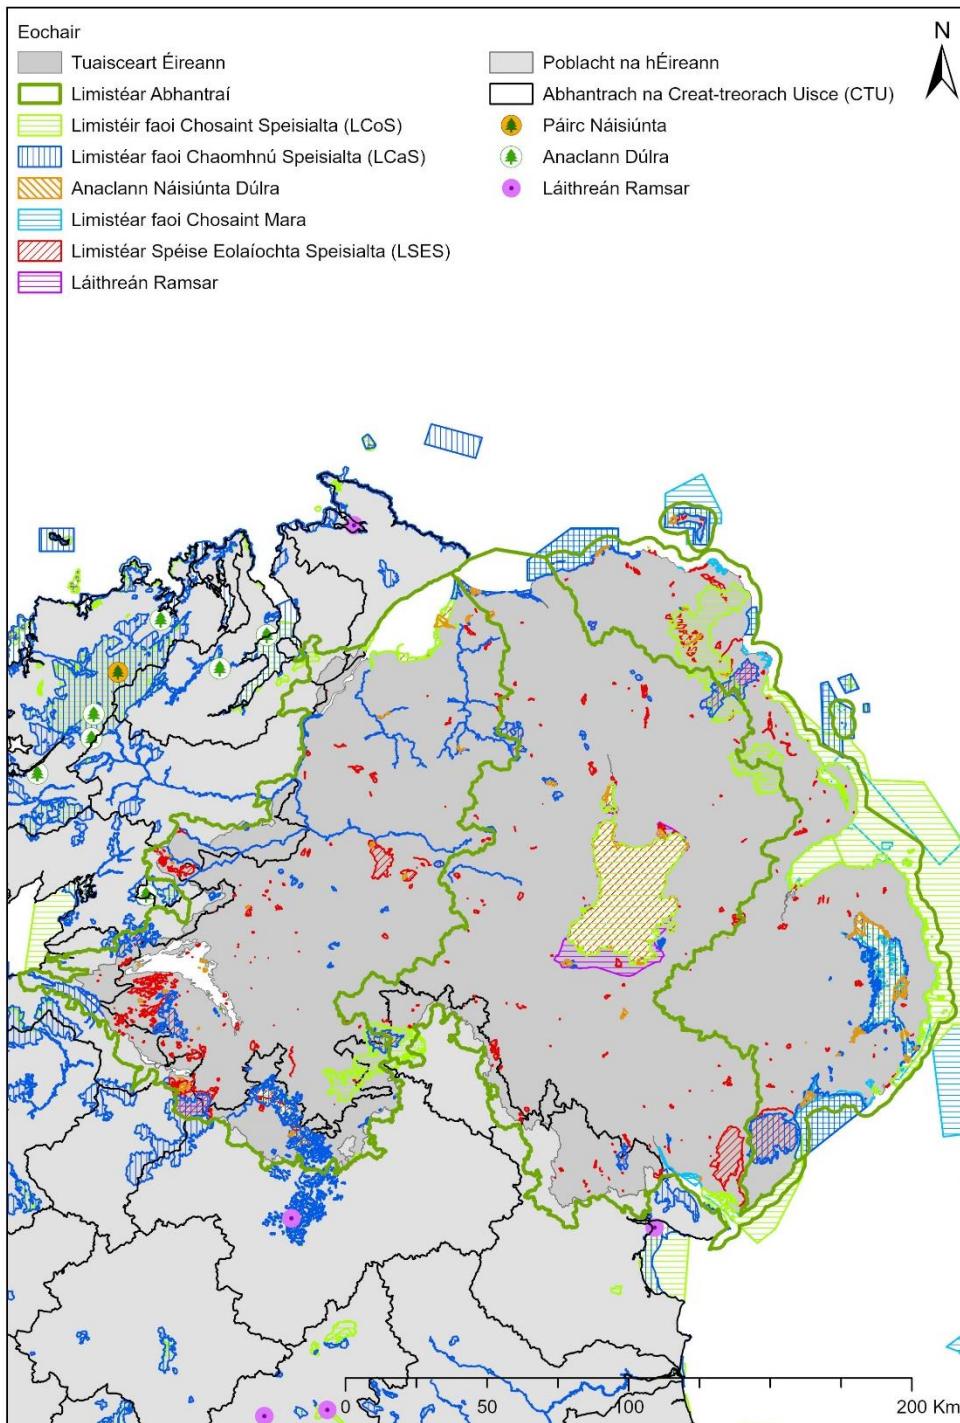 Eochair
Tuaisceart Éireann
Limistéar Abhantraí
Limistéir faoi Chosaint Speisialta (LCoS)
Limistéar faoi Chaomhnú Speisialta (LCaS)
Anaclann Náisiúnta Dúlra
Limistéar faoi Chosaint Mara
Limistéar Spéise Eolaíochta Speisialta (LSES)
Láithreán Ramsar
Poblacht na hÉireann
Abhantrach na Creat-treorach Uisce (CTU)
Páirc Náisiúnta
Anaclann Dúlra
Láithreán Ramsar
N
0 50 100 200 Km